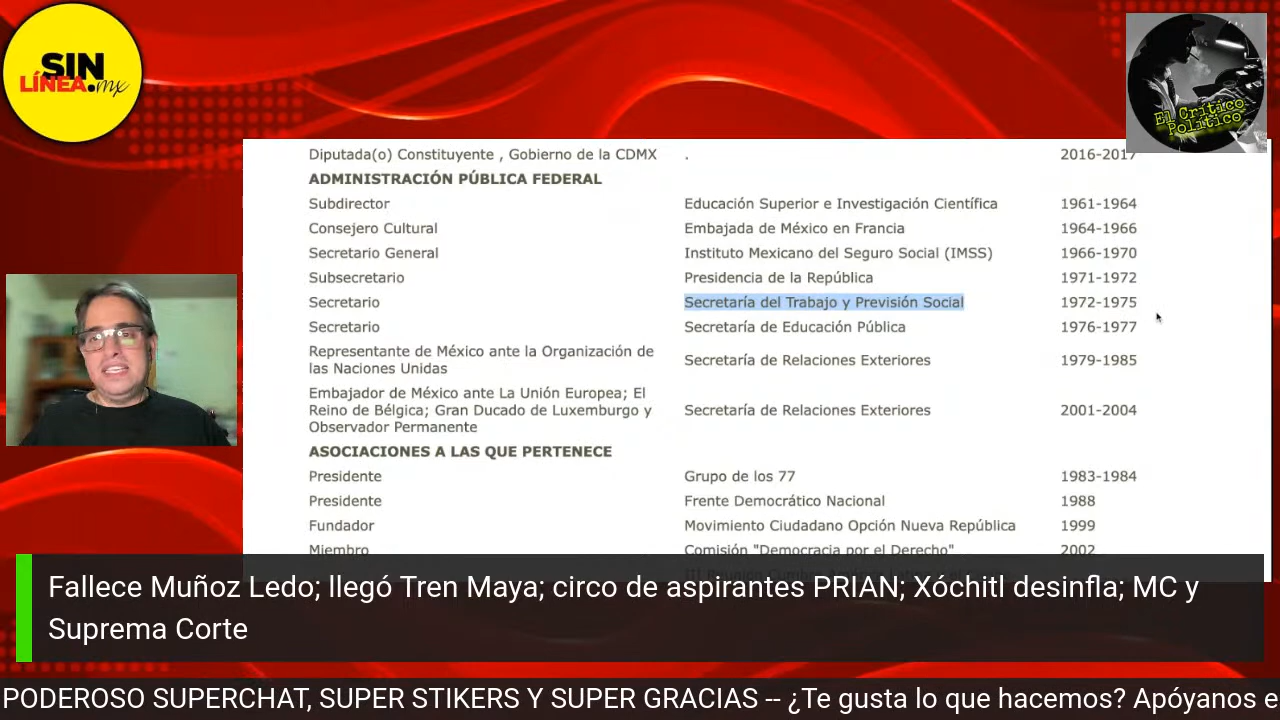 SIN
LÍNEA.mx
El Crítico
Político
Diputada(o) Constituyente , Gobierno de la CDMX . 2016-2017
ADMINISTRACIÓN PÚBLICA FEDERAL
Subdirector Educación Superior e Investigación Científica 1961-1964
Consejero Cultural Embajada de México en Francia 1964-1966
Secretario General Instituto Mexicano del Seguro Social (IMSS) 1966-1970
Subsecretario Presidencia de la República 1971-1972
Secretario Secretaría del Trabajo y Previsión Social 1972-1975
Secretario Secretaría de Educación Pública 1976-1977
Representante de México ante la Organización de
las Naciones Unidas Secretaría de Relaciones Exteriores 1979-1985
Embajador de México ante La Unión Europea; El
Reino de Bélgica; Gran Ducado de Luxemburgo y Secretaría de Relaciones Exteriores 2001-2004
Observador Permanente
ASOCIACIONES A LAS QUE PERTENECE
Presidente Grupo de los 77 1983-1984
Presidente Frente Democrático Nacional 1988
Fundador Movimiento Ciudadano Opción Nueva República 1999
Miembro Comisión "Democracia por el Derecho" 2002
Fallece Muñoz Ledo; llegó Tren Maya; circo de aspirantes PRIAN; Xóchitl desinfla; MC y
Suprema Corte
PODEROSO SUPERCHAT, SUPER STIKERS Y SUPER GRACIAS -- ¿Te gusta lo que hacemos? Apóyanos e